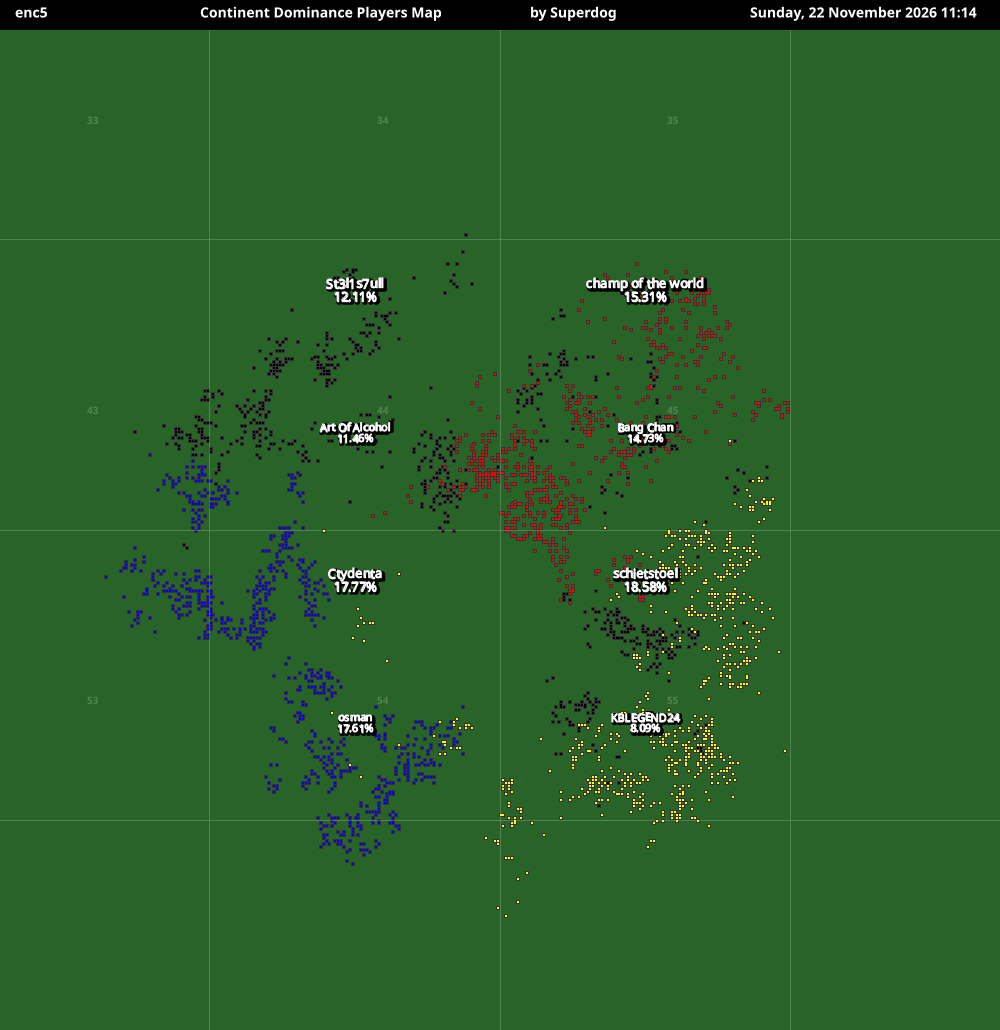 enc5 Continent Dominance Players Map by Superdog Sunday, 22 November 2026 11:14
33 34 35
St3l1s7ull champ of the world
12.11% 15.31%
43 44 45
Art Of Alcohol Bang Chan
11.46% 14.73%
Ctydenta schietstoel
17.77% 18.58%
53 54 55
osman KBLEGEND24
17.61% 8.09%